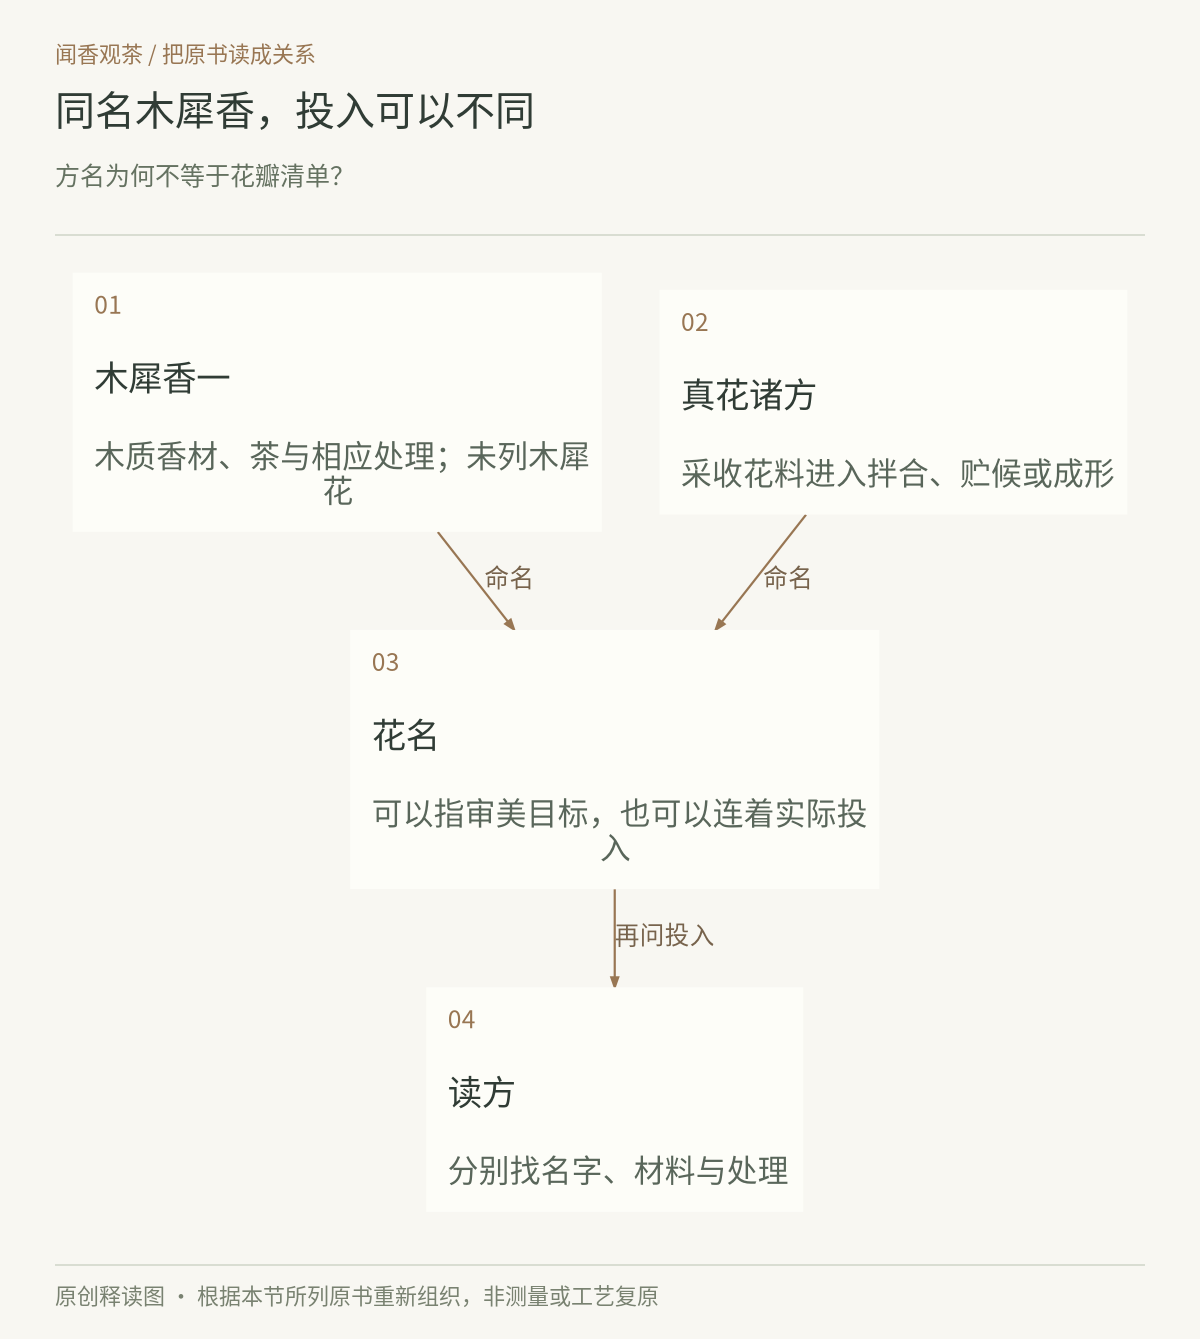 闻香观茶 / 把原书读成关系
同名木犀香，投入可以不同
方名为何不等于花瓣清单？
01
木犀香一
木质香材、茶与相应处理；未列木犀
花
02
真花诸方
采收花料进入拌合、贮候或成形
命名
命名
03
花名
可以指审美目标，也可以连着实际投
入
再问投入
04
读方
分别找名字、材料与处理
原创释读图 · 根据本节所列原书重新组织，非测量或工艺复原